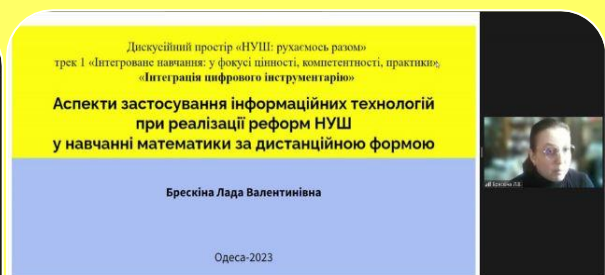 Дискусійний простір «НУШ: рухаємось разом»
трек 1 «Інтегроване навчання: у фокусі цінності, компетентності, практики»,
«Інтеграція цифрового інструментарію»
Аспекти застосування інформаційних технологій
при реалізації реформ НУШ
у навчанні математики за дистанційною формою
Брескіна Лада Валентинівна
Одеса-2023
Брескіна Л.В.